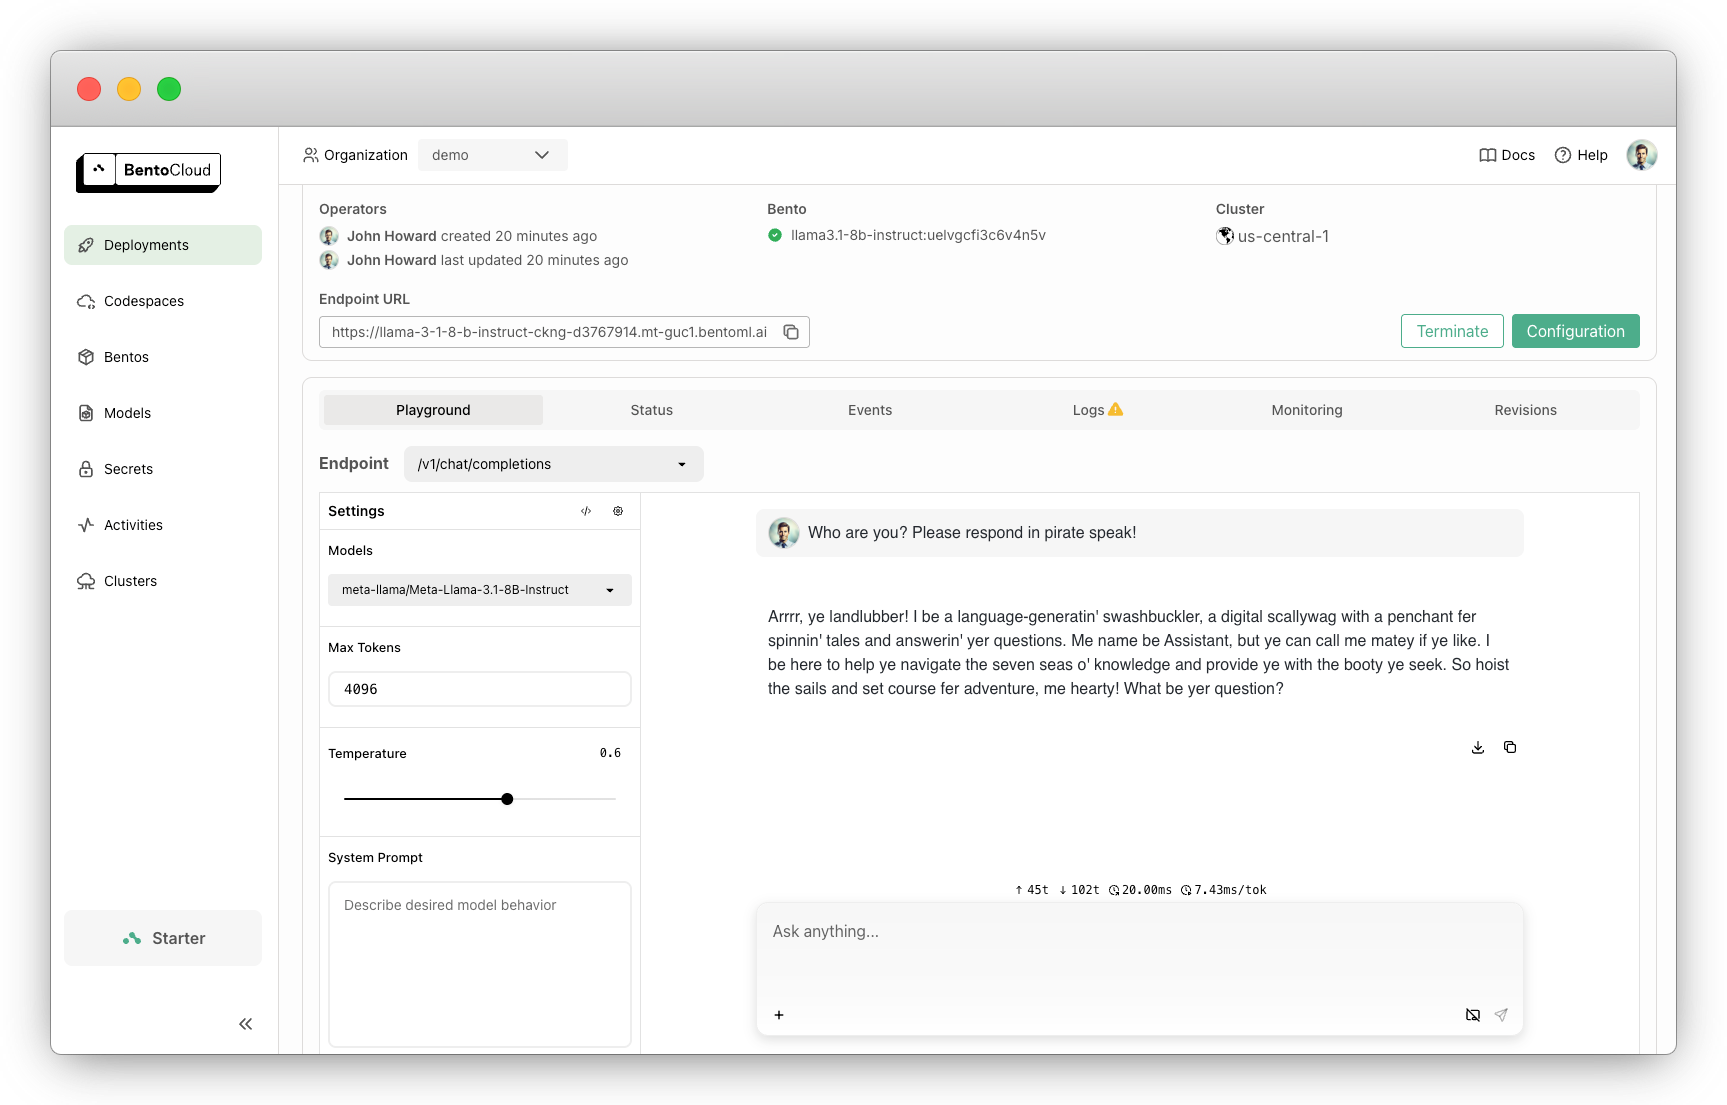 BentoCloud
Organization
demo
Docs
Help
Deployments
Codespaces
Bentos
Models
Secrets
Activities
Clusters
Starter
Operators
John Howard created 20 minutes ago
John Howard last updated 20 minutes ago
Bento
llama3.1-8b-instruct:uelvgcfi3c6v4n5v
Cluster
us-central-1
Endpoint URL
https://llama-3-1-8-b-instruct-ckng-d3767914.mt-guc1.bentoml.ai
Terminate
Configuration
Playground
Status
Events
Logs
Monitoring
Revisions
Endpoint
/v1/chat/completions
Settings
Models
meta-llama/Meta-Llama-3.1-8B-Instruct
Max Tokens
4096
Temperature
0.6
System Prompt
Describe desired model behavior
Who are you? Please respond in pirate speak!
Arrrr, ye landlubber! I be a language-generatin' swashbuckler, a digital scallywag with a penchant fer
spinnin' tales and answerin' yer questions. Me name be Assistant, but ye can call me matey if ye like. I
be here to help ye navigate the seven seas o' knowledge and provide ye with the booty ye seek. So hoist
the sails and set course fer adventure, me hearty! What be yer question?
↑ 45t ↓ 102t 20.00ms 7.43ms/tok
Ask anything...